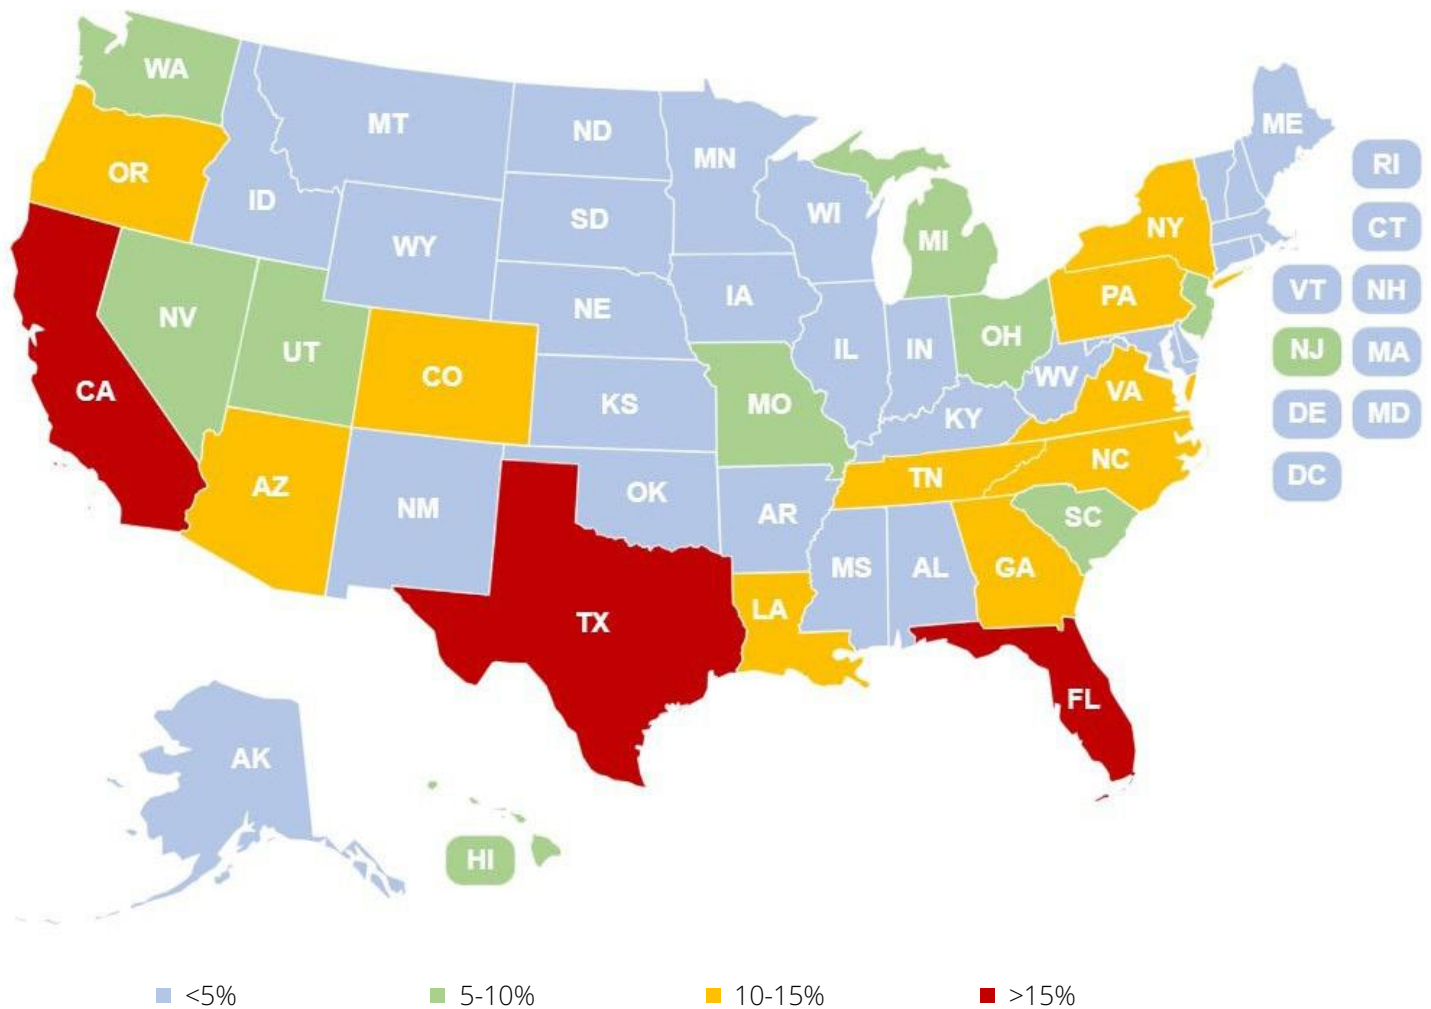 WA
MT
ND
MN
ME
OR
ID
SD
WI
MI
NY
RI
WY
CT
NV
UT
NE
IA
PA
VT
NH
CO
IL
IN
OH
NJ
MA
CA
KS
MO
WV
VA
KY
DE
MD
AZ
NM
OK
AR
TN
NC
DC
SC
TX
LA
MS
AL
GA
FL
AK
HI
<5%
5-10%
10-15%
>15%